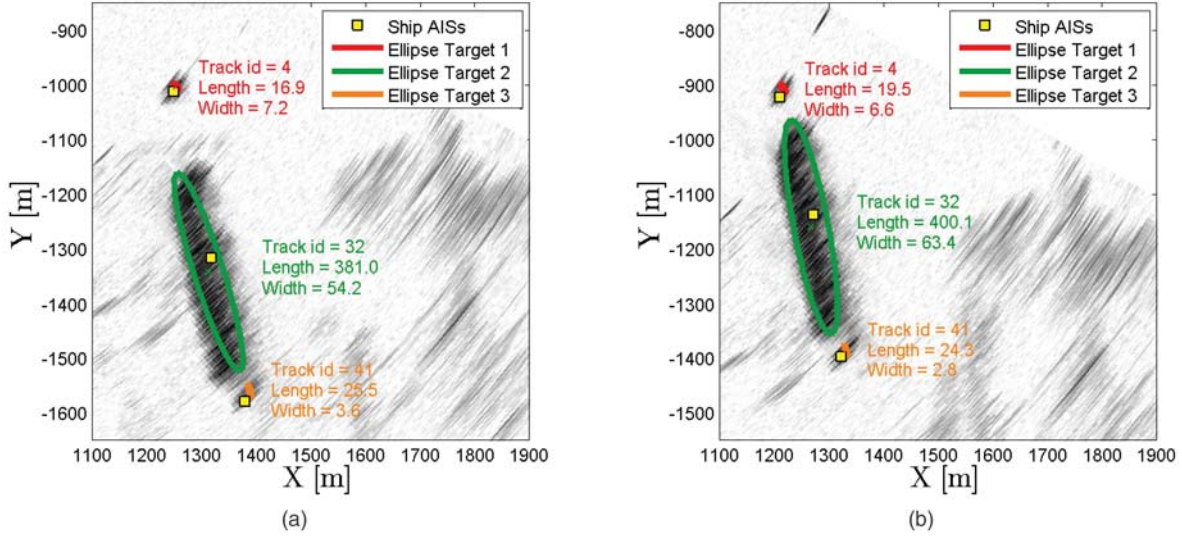 -850
-900
-1000
-1100
-1200
-1300
-1400
-1500
-1600
Y [m]
Ship AISs
Ellipse Target 1
Ellipse Target 2
Ellipse Target 3
Track id = 4
Length = 16.9
Width = 7.2
Track id = 32
Length = 381.0
Width = 54.2
Track id = 41
Length = 25.5
Width = 3.6
1100 1200 1300 1400 1500 1600 1700 1800 1900
X [m]
(a)
-750
-800
-900
-1000
-1100
-1200
-1300
-1400
-1500
Y [m]
Ship AISs
Ellipse Target 1
Ellipse Target 2
Ellipse Target 3
Track id = 4
Length = 19.5
Width = 6.6
Track id = 32
Length = 400.1
Width = 63.4
Track id = 41
Length = 24.3
Width = 2.8
1100 1200 1300 1400 1500 1600 1700 1800 1900
X [m]
(b)